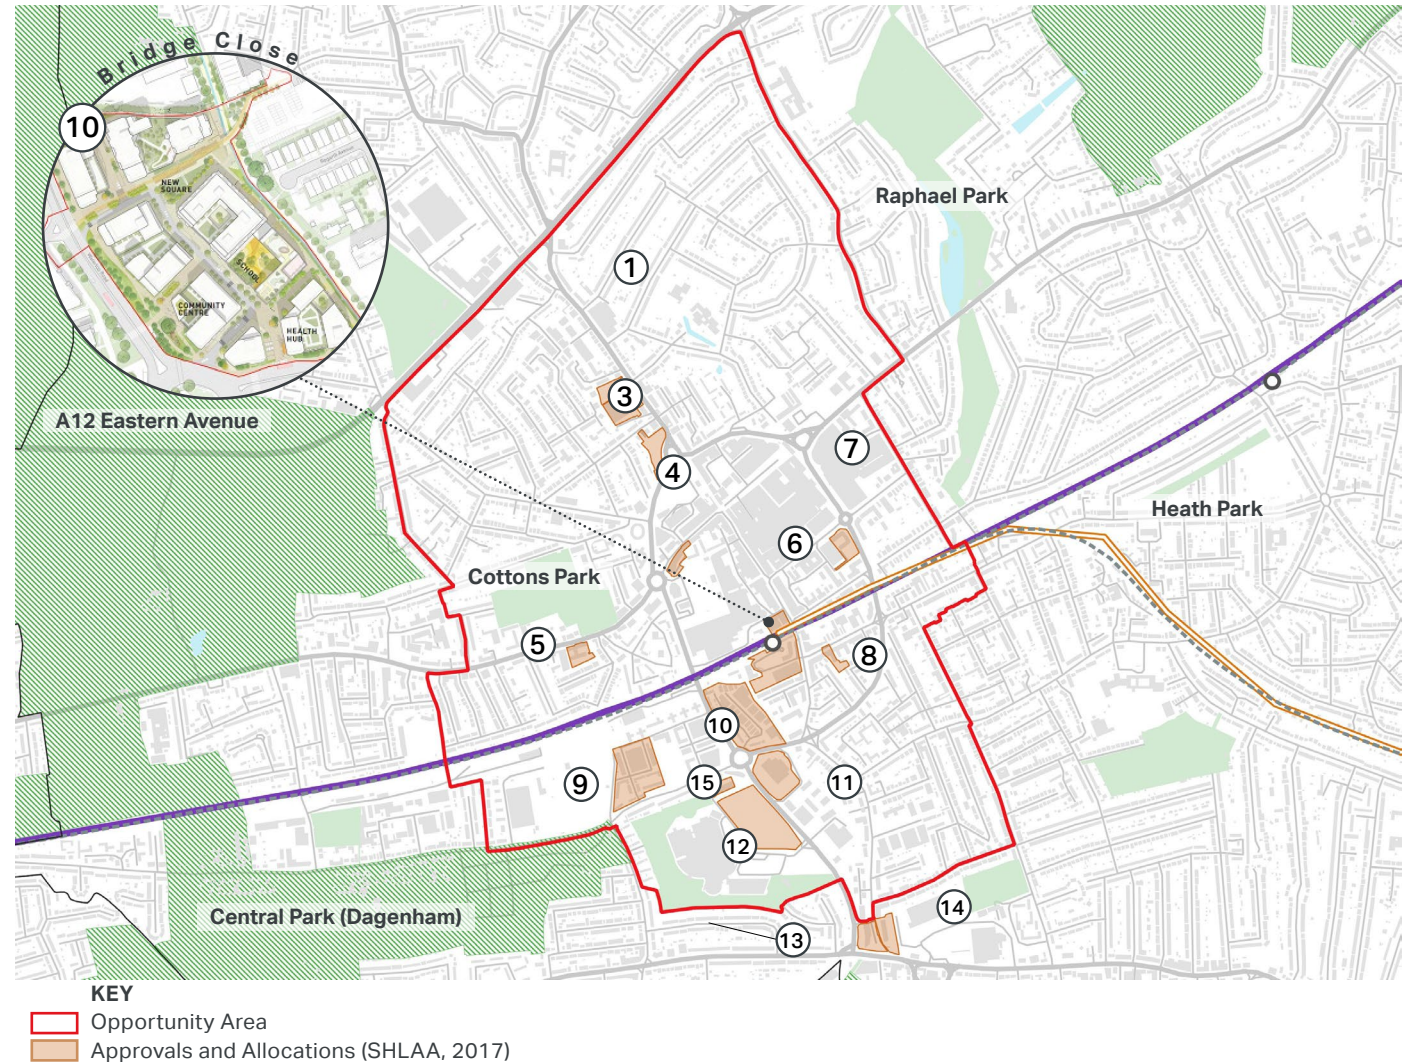 Bridge Close
10
NEW
SQUARE
SCHOOL
COMMUNITY
CENTRE
HEALTH
HUB
Raphael Park
1
A12 Eastern Avenue
3
4
7
6
Heath Park
Cottons Park
5
8
10
9
15
11
12
Central Park (Dagenham)
14
13
KEY
Opportunity Area
Approvals and Allocations (SHLAA, 2017)